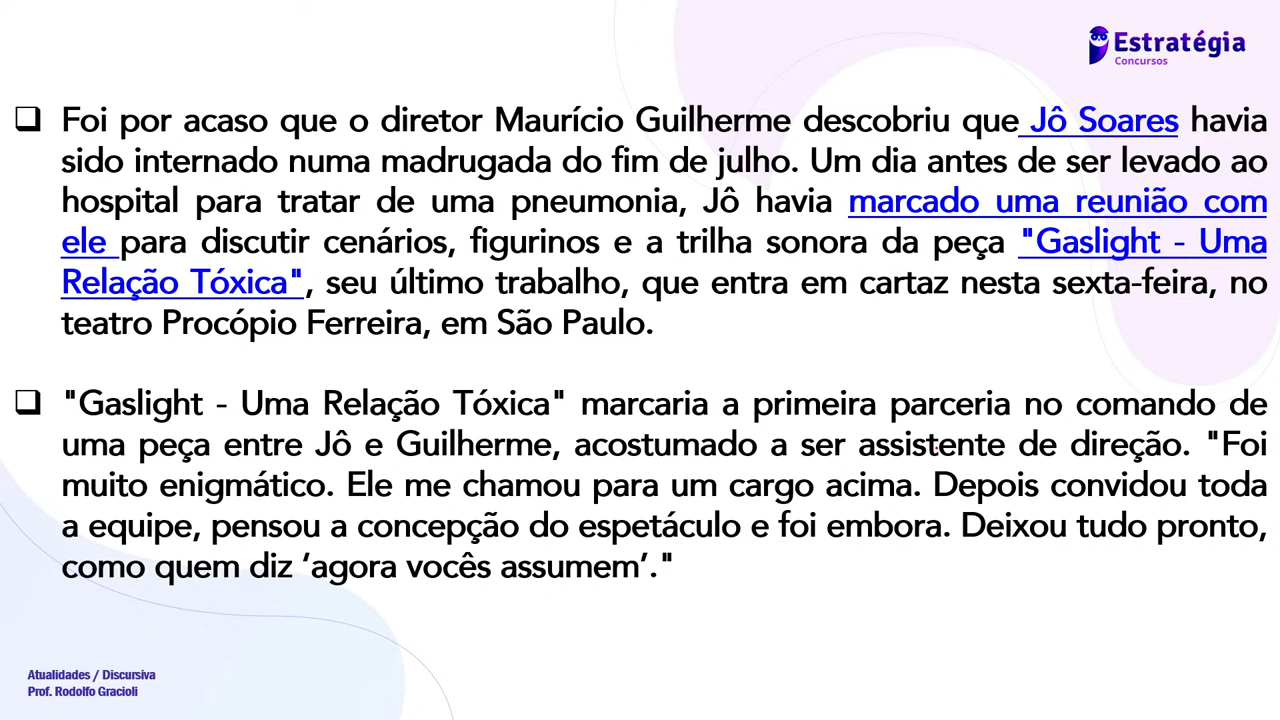 Estratégia
Concursos
❑ Foi por acaso que o diretor Maurício Guilherme descobriu que Jô Soares havia
sido internado numa madrugada do fim de julho. Um dia antes de ser levado ao
hospital para tratar de uma pneumonia, Jô havia marcado uma reunião com
ele para discutir cenários, figurinos e a trilha sonora da peça "Gaslight - Uma
Relação Tóxica", seu último trabalho, que entra em cartaz nesta sexta-feira, no
teatro Procópio Ferreira, em São Paulo.
❑ "Gaslight - Uma Relação Tóxica" marcaria a primeira parceria no comando de
uma peça entre Jô e Guilherme, acostumado a ser assistente de direção. "Foi
muito enigmático. Ele me chamou para um cargo acima. Depois convidou toda
a equipe, pensou a concepção do espetáculo e foi embora. Deixou tudo pronto,
como quem diz ‘agora vocês assumem’."
Atualidades / Discursiva
Prof. Rodolfo Gracioli